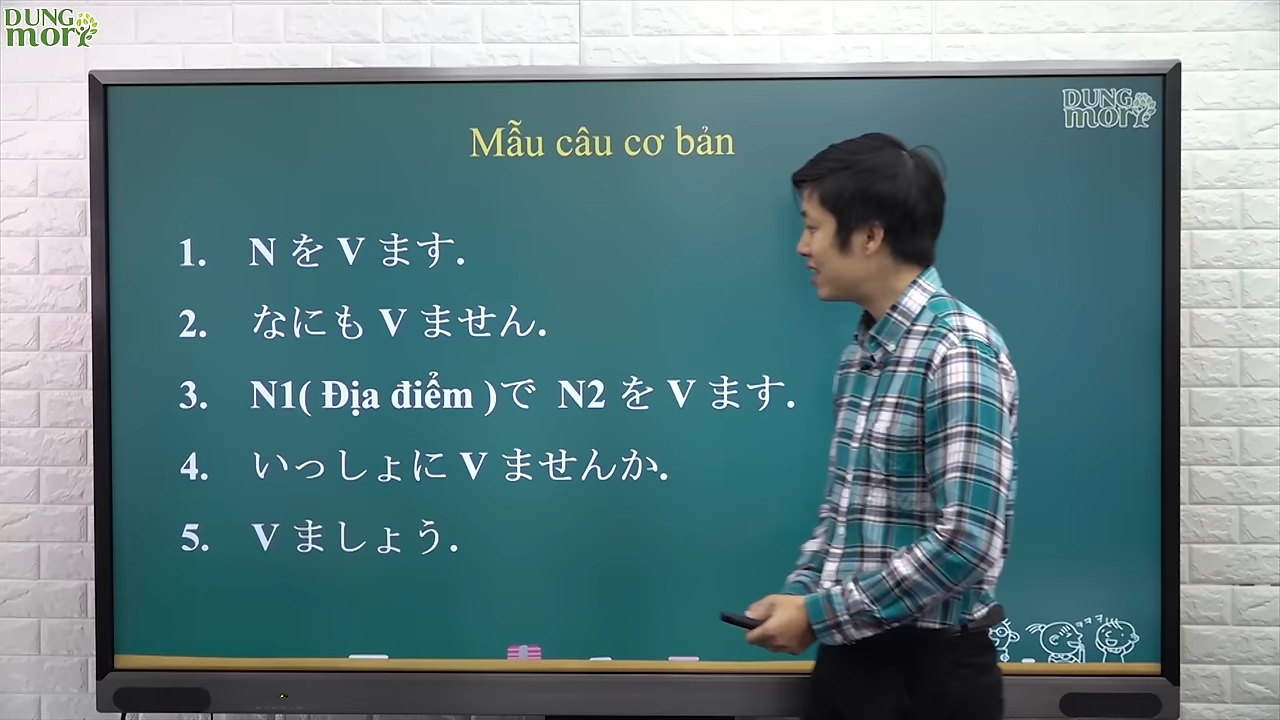 DUNG
mori
DUNG
mori
Mẫu câu cơ bản
1. N を V ます.
2. なにも V ません.
3. N1( Địa điểm )で N2 を V ます.
4. いっしょに V ませんか.
5. V ましょう.